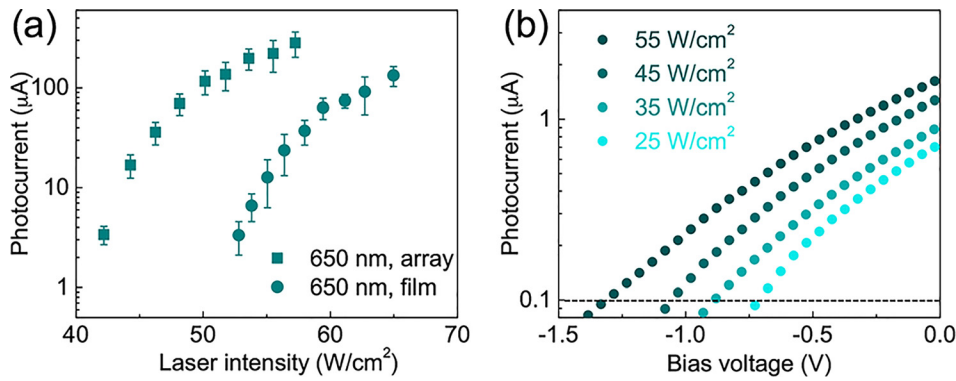 (a)
Photocurrent (μA)
100
10
1
650 nm, array
650 nm, film
40 50 60 70
Laser intensity (W/cm²)
(b)
Photocurrent (μA)
1
0.1
55 W/cm²
45 W/cm²
35 W/cm²
25 W/cm²
-1.5 -1.0 -0.5 0.0
Bias voltage (V)